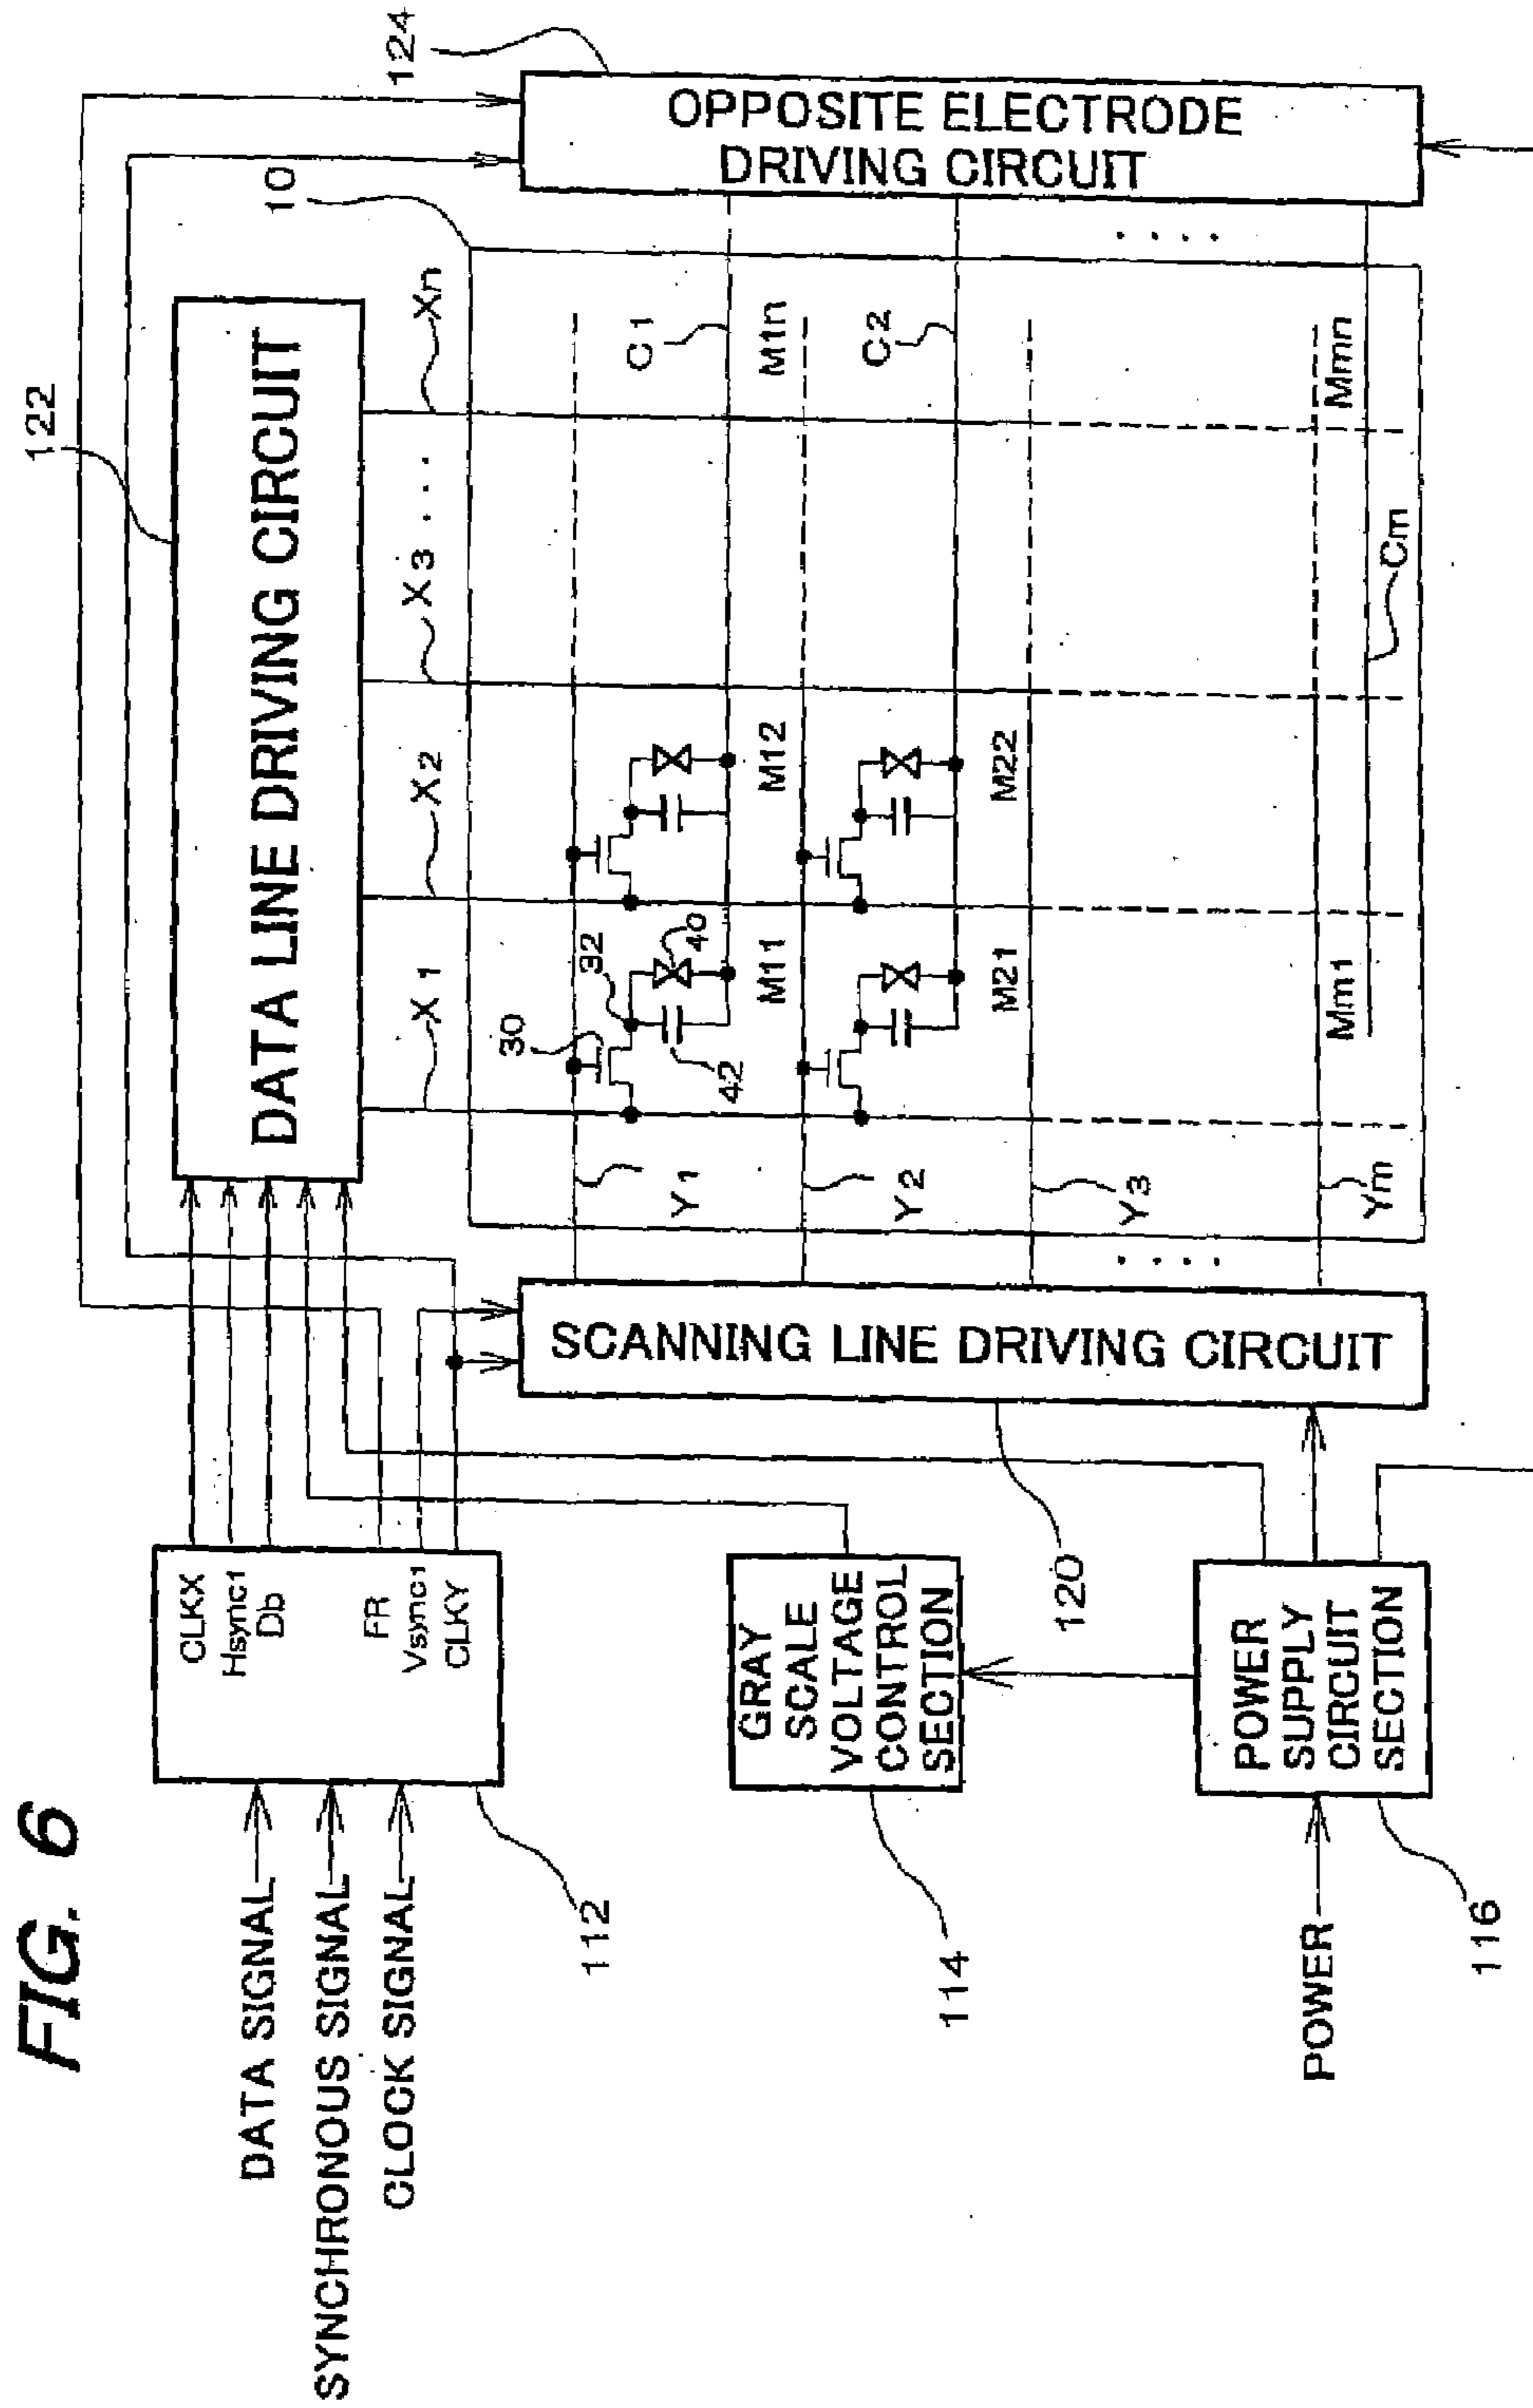 FIG. 6
DATA SIGNAL
SYNCHRONOUS SIGNAL
CLOCK SIGNAL
112
CLKX
Hsync1
Db
FR
Vsync1
CLKY
GRAY
SCALE
VOLTAGE
CONTROL
SECTION
114
POWER
POWER
SUPPLY
CIRCUIT
SECTION
116
122
DATA LINE DRIVING CIRCUIT
SCANNING LINE DRIVING CIRCUIT
120
OPPOSITE ELECTRODE
DRIVING CIRCUIT
124
10
X1
X2
X3 ....
Xn
Y1
Y2
Y3
....
Ym
30
32
40
42
C1
M11
M12
M1n
C2
M21
M22
....
Mm1
Mmn
Cm